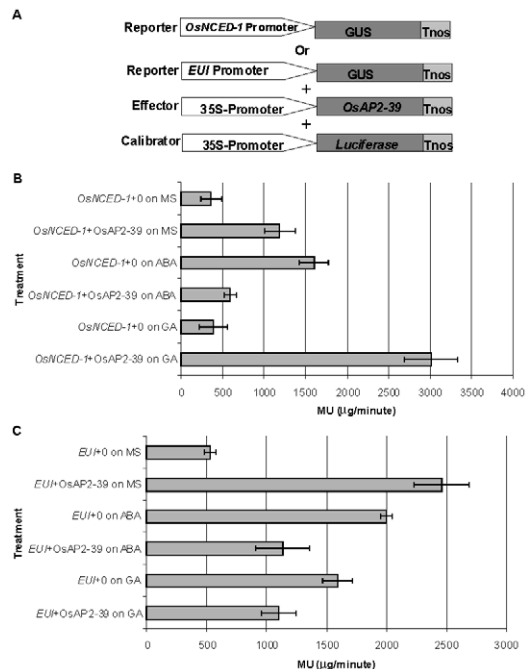 A
Reporter OsNCED-1 Promoter GUS Tnos
Or
Reporter EUI Promoter GUS Tnos
+
Effector 35S-Promoter OsAP2-39 Tnos
+
Calibrator 35S-Promoter Luciferase Tnos
B
Treatment
OsNCED-1+0 on MS
OsNCED-1+OsAP2-39 on MS
OsNCED-1+0 on ABA
OsNCED-1+OsAP2-39 on ABA
OsNCED-1+0 on GA
OsNCED-1+OsAP2-39 on GA
0 500 1000 1500 2000 2500 3000 3500 4000
MU (µg/minute)
C
Treatment
EUI+0 on MS
EUI+OsAP2-39 on MS
EUI+0 on ABA
EUI+OsAP2-39 on ABA
EUI+0 on GA
EUI+OsAP2-39 on GA
0 500 1000 1500 2000 2500 3000
MU (µg/minute)